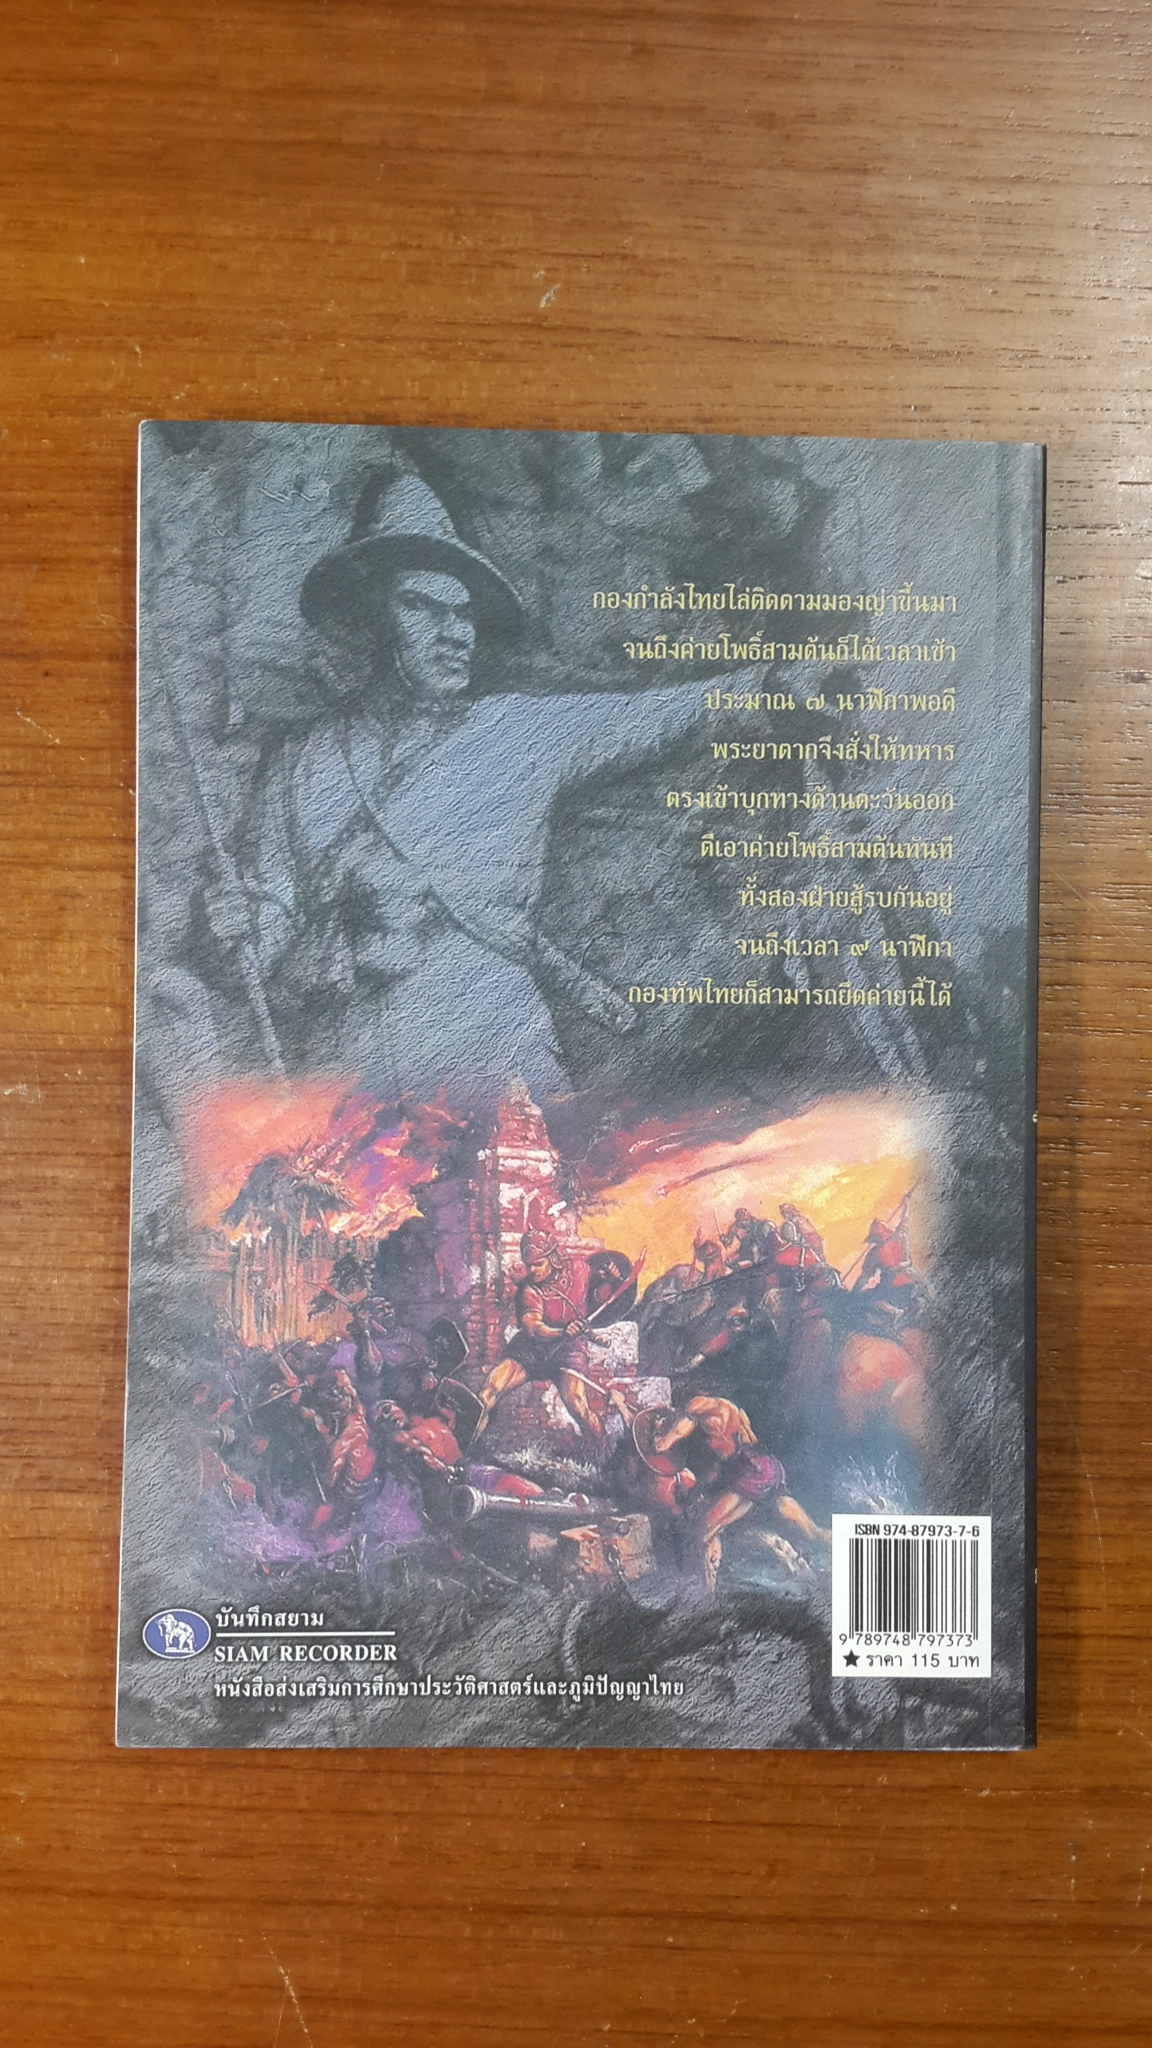 กองกำลังไทยไล่ติดตามมองญ่าขึ้นมา
จนถึงค่ายโพธิ์สามต้นก็ได้เวลาเช้า
ประมาณ ๗ นาฬิกาพอดี
พระยาตากจึงสั่งให้ทหาร
ตรงเข้าบุกทางด้านตะวันออก
ตีเอาค่ายโพธิ์สามต้นทันที
ทั้งสองฝ่ายสู้รบกันอยู่
จนถึงเวลา ๙ นาฬิกา
กองทัพไทยก็สามารถยึดค่ายนี้ได้
ISBN 974-87973-7-6
9 789748 797373
★ ราคา 115 บาท
บันทึกสยาม
SIAM RECORDER
หนังสือส่งเสริมการศึกษาประวัติศาสตร์และภูมิปัญญาไทย